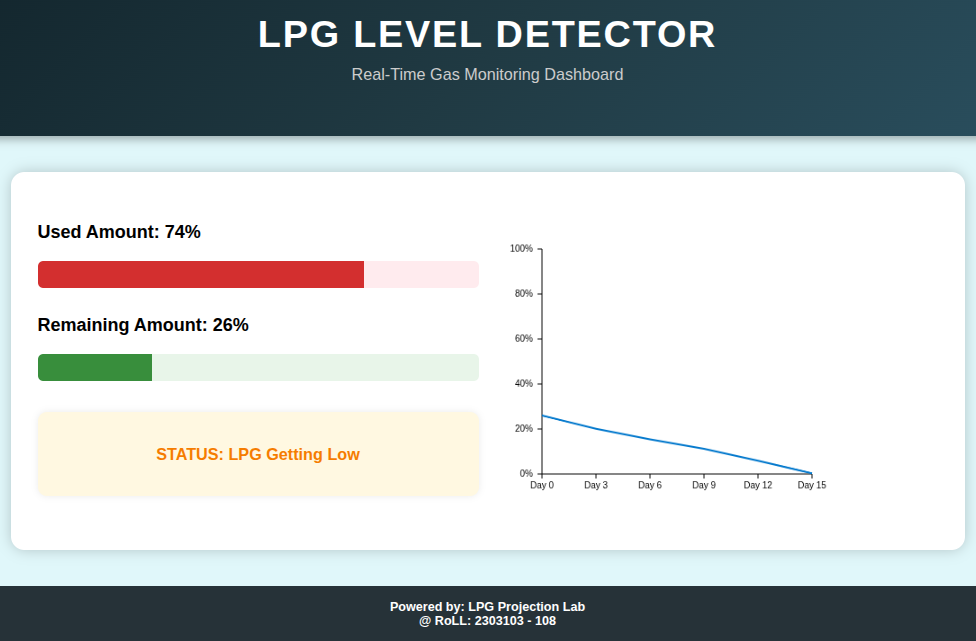 LPG LEVEL DETECTOR
Real-Time Gas Monitoring Dashboard
Used Amount: 74%
Remaining Amount: 26%
STATUS: LPG Getting Low
100%
80%
60%
40%
20%
0%
Day 0 Day 3 Day 6 Day 9 Day 12 Day 15
Powered by: LPG Projection Lab
@ RoLL: 2303103 - 108